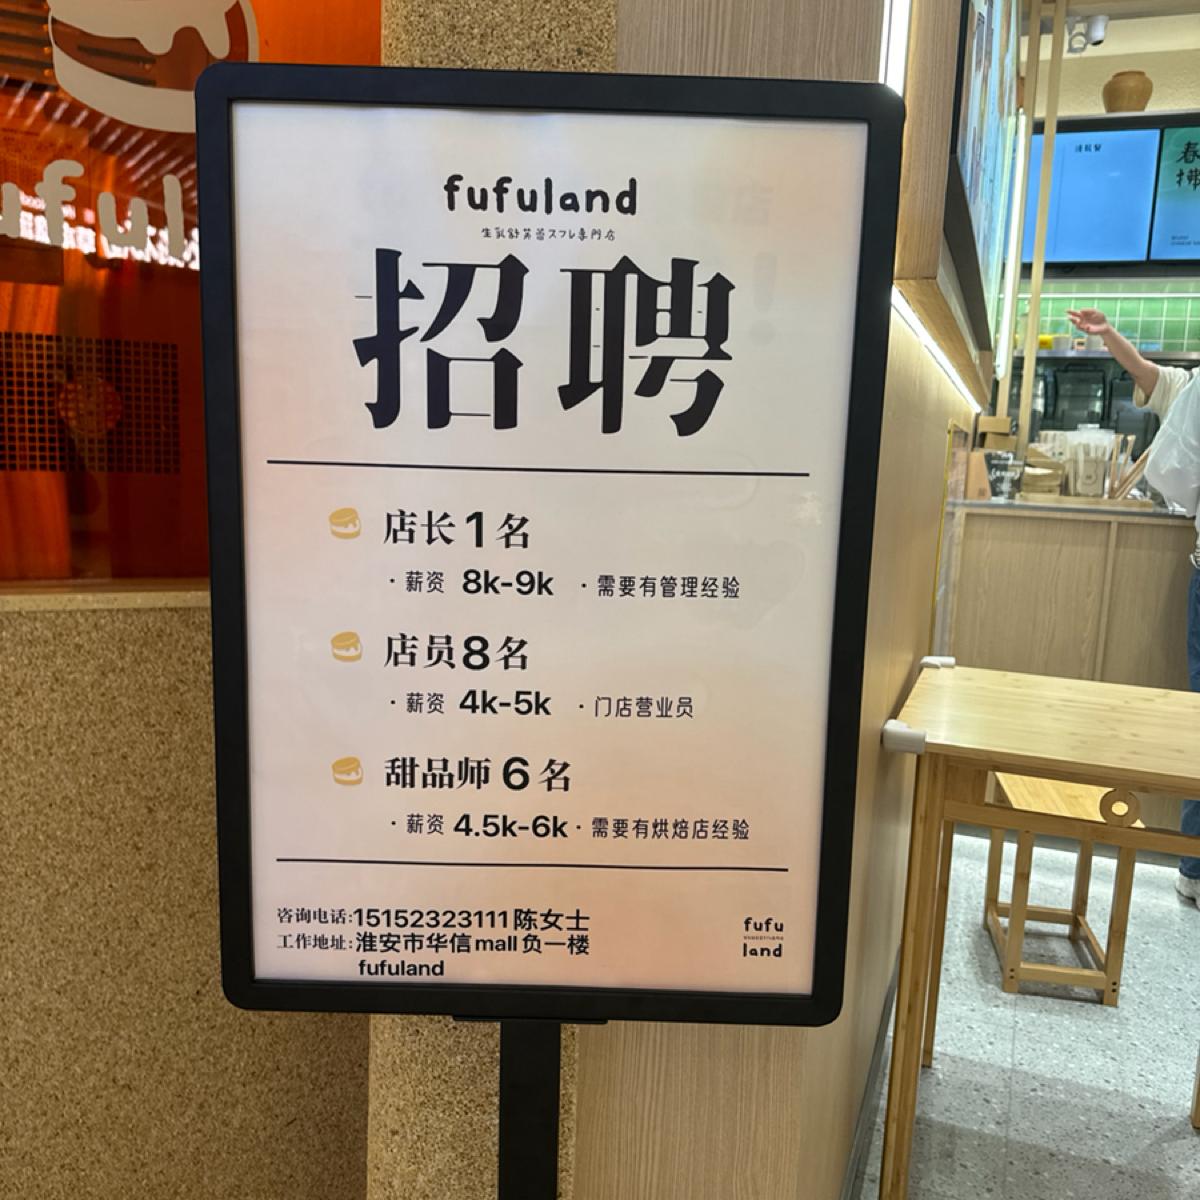 fufuland
生乳舒芙蕾スフレ専門店
招聘
店长1名
· 薪资 8k-9k · 需要有管理经验
店员8名
· 薪资 4k-5k · 门店营业员
甜品师 6 名
· 薪资 4.5k-6k · 需要有烘焙店经验
咨询电话:15152323111 陈女士
工作地址:淮安市华信mall 负一楼
fufuland
fufu
land
fuful
春